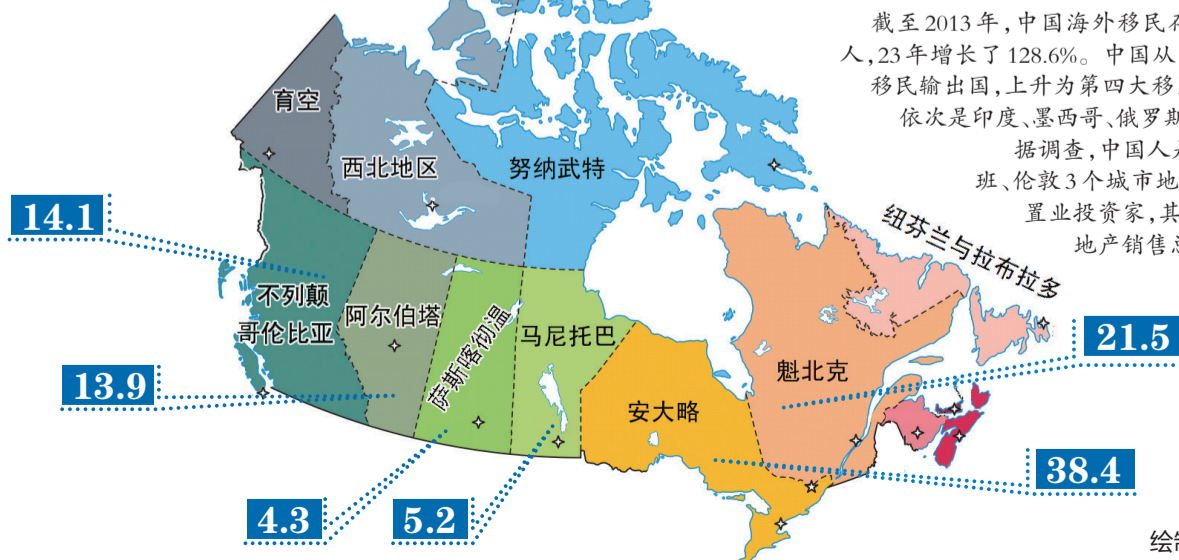 截至2013年,中国海外移民存
人,23年增长了128.6%。中国从
移民输出国,上升为第四大移
依次是印度、墨西哥、俄罗斯
据调查,中国人
班、伦敦3个城市地
置业投资家,其
地产销售总
育空
西北地区
努纳武特
纽芬兰与拉布拉多
14.1
不列颠
哥伦比亚
阿尔伯塔
萨斯喀彻温
马尼托巴
21.5
魁北克
13.9
安大略
38.4
4.3
5.2
绘制